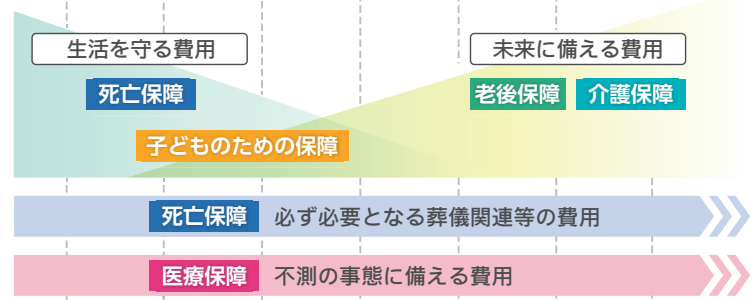 生活を守る費用
未来に備える費用
死亡保障
老後保障
介護保障
子どものための保障
死亡保障 必ず必要となる葬儀関連等の費用
医療保障 不測の事態に備える費用